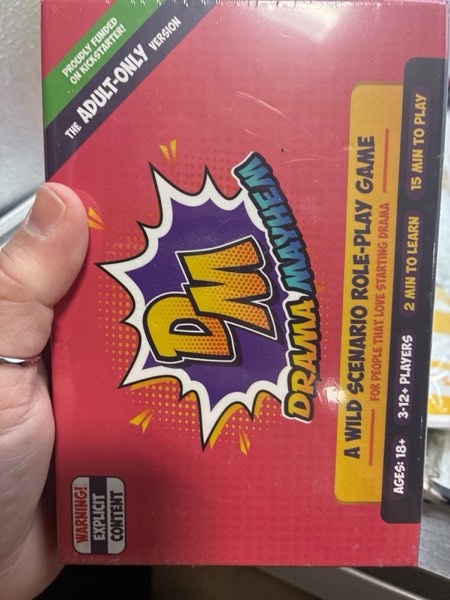 PROUDLY FUNDED
ON KICKSTARTER!
THE ADULT-ONLY VERSION
DM
DRAMA MAYHEM
A WILD SCENARIO ROLE-PLAY GAME
FOR PEOPLE THAT LOVE STARTING DRAMA
AGES: 18+ 3-12+ PLAYERS 2 MIN TO LEARN 15 MIN TO PLAY
WARNING!
EXPLICIT
CONTENT